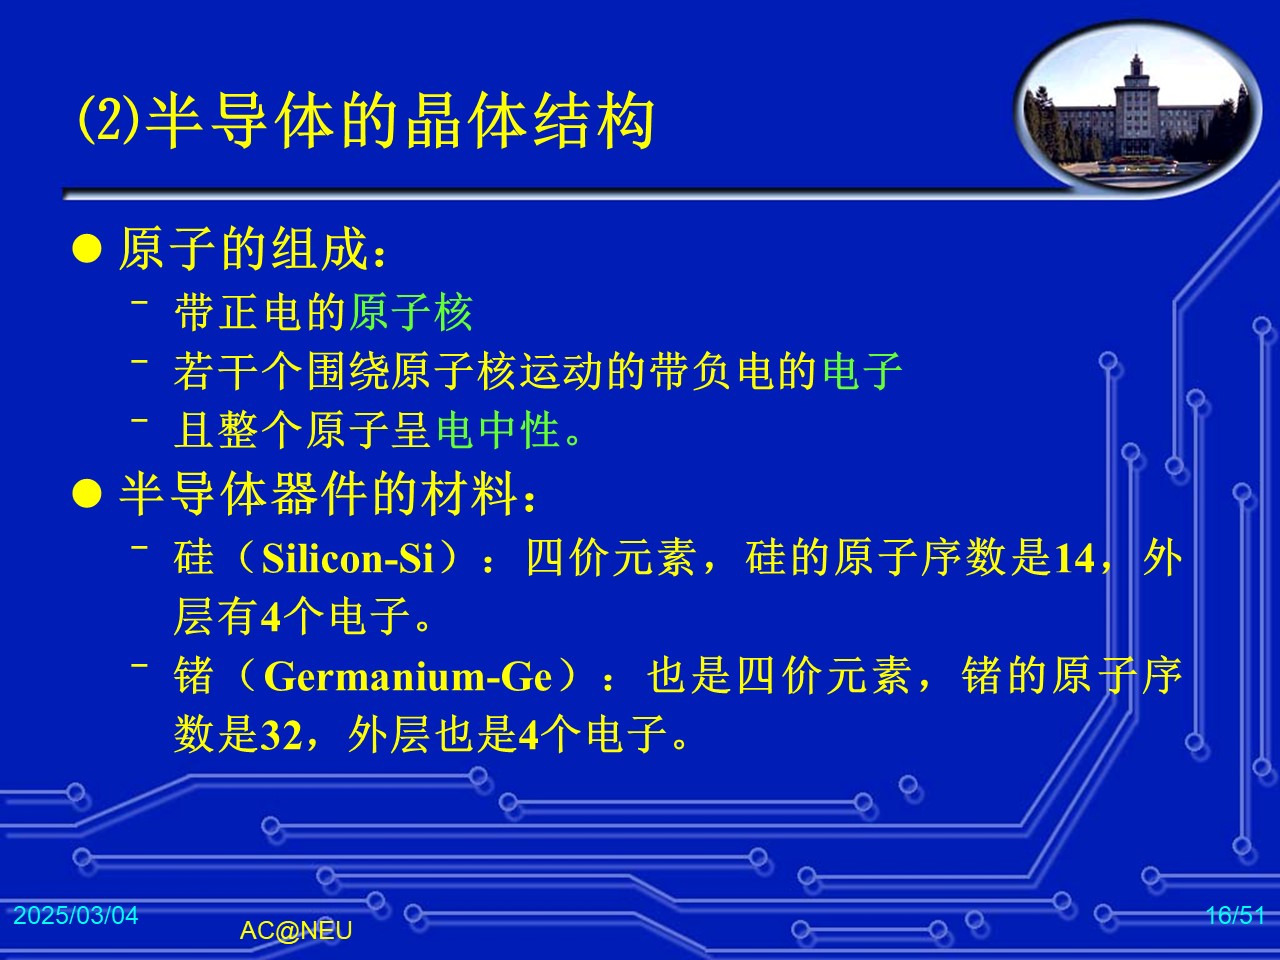 (2)半导体的晶体结构
原子的组成：
－ 带正电的原子核
－ 若干个围绕原子核运动的带负电的电子
－ 且整个原子呈电中性。
半导体器件的材料：
－ 硅（Silicon-Si）：四价元素，硅的原子序数是14，外
层有4个电子。
－ 锗（Germanium-Ge）：也是四价元素，锗的原子序
数是32，外层也是4个电子。
2025/03/04
AC@NEU
16/51